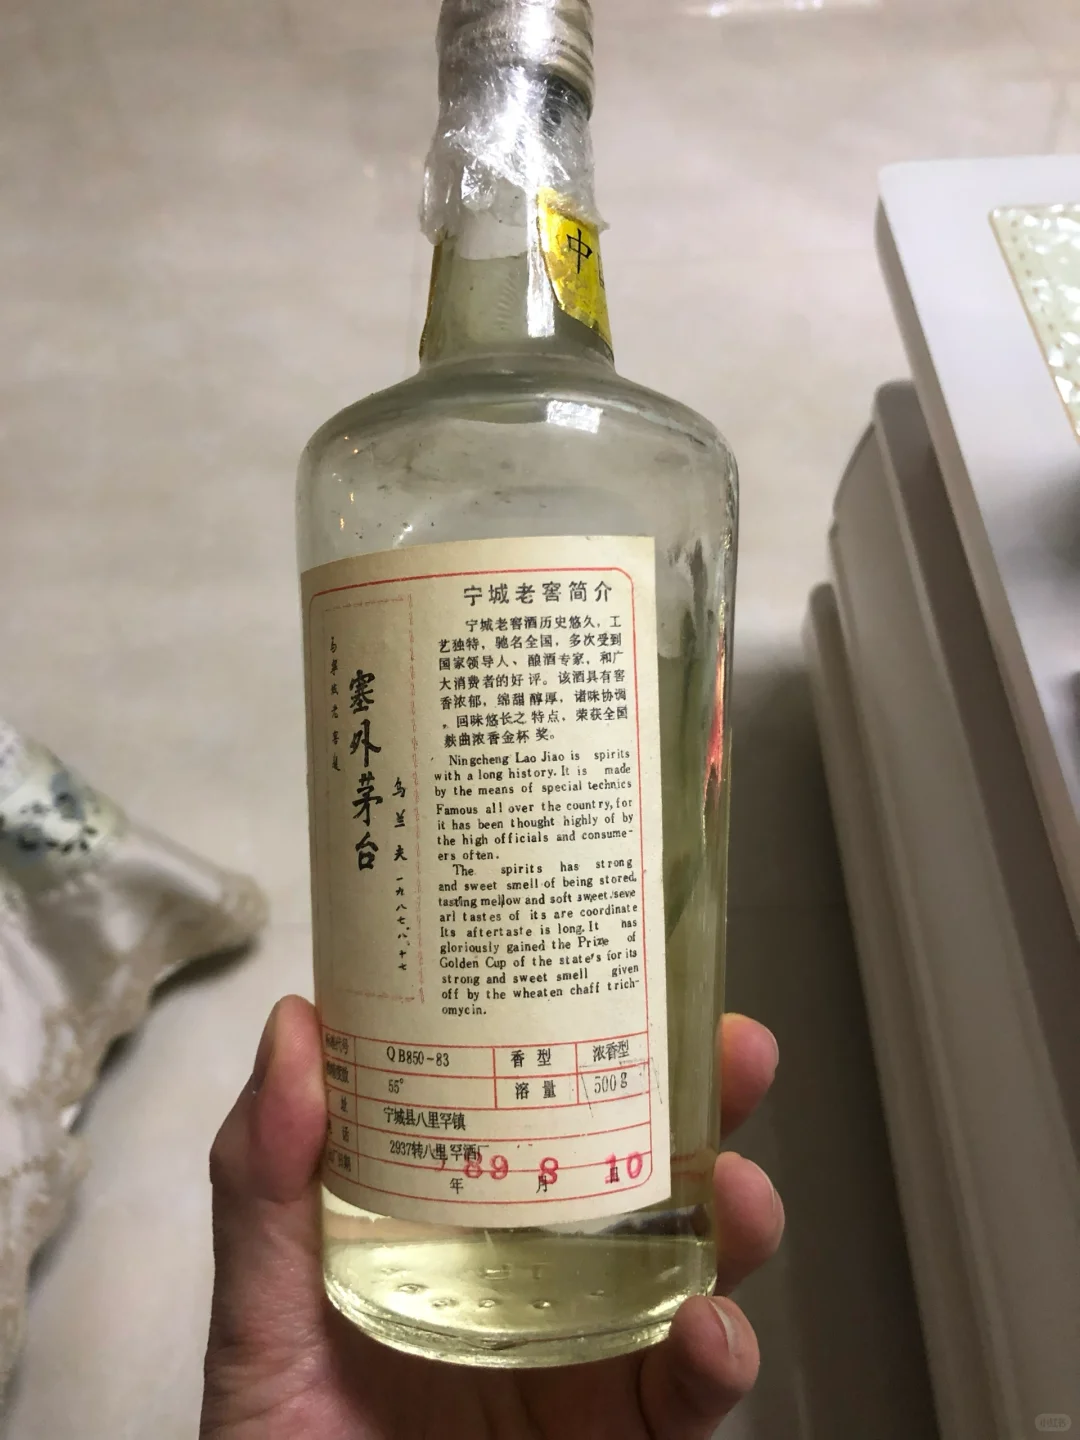 中
宁城老窖简介
宁城老窖酒历史悠久，工
艺独特，驰名全国，多次受到
国家领导人、酿酒专家，和广
大消费者的好评。该酒具有窖
香浓郁，绵甜醇厚，诸味协调
，回味悠长之特点，荣获全国
麸曲浓香金杯奖。
Ningcheng Lao Jiao is spirits
with a long history. It is made
by the means of special technics
Famous all over the country, for
it has been thought highly of by
the high officials and consume-
ers often.
The spirits has strong
and sweet smell of being stored.
tasting mellow and soft sweet.seve
arl tastes of its are coordinate
Its aftertaste is long. It has
gloriously gained the Prize of
Golden Cup of the state's for its
strong and sweet smell given
off by the wheaten chaff trich-
omycin.
塞外茅台
乌兰夫 一九八七.八.十七
QB850-83 香型 浓香型
55° 溶量 500g
址 宁城县八里罕镇
电话 2937转八里罕酒厂
89年 8月 10日
小红书